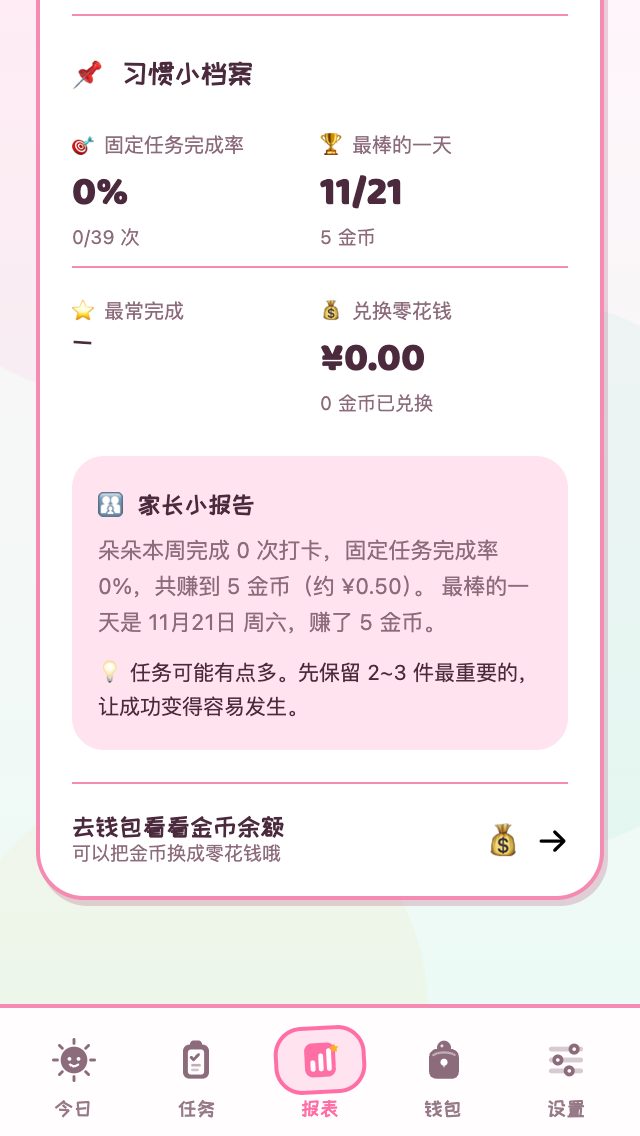 习惯小档案
固定任务完成率
最棒的一天
0%
11/21
0/39 次
5 金币
最常完成
兑换零花钱
–
¥0.00
0 金币已兑换
家长小报告
朵朵本周完成 0 次打卡，固定任务完成率
0%，共赚到 5 金币（约 ¥0.50）。 最棒的一
天是 11月21日 周六，赚了 5 金币。
任务可能有点多。先保留 2~3 件最重要的，
让成功变得容易发生。
去钱包看看金币余额
可以把金币换成零花钱哦
今日
任务
报表
钱包
设置